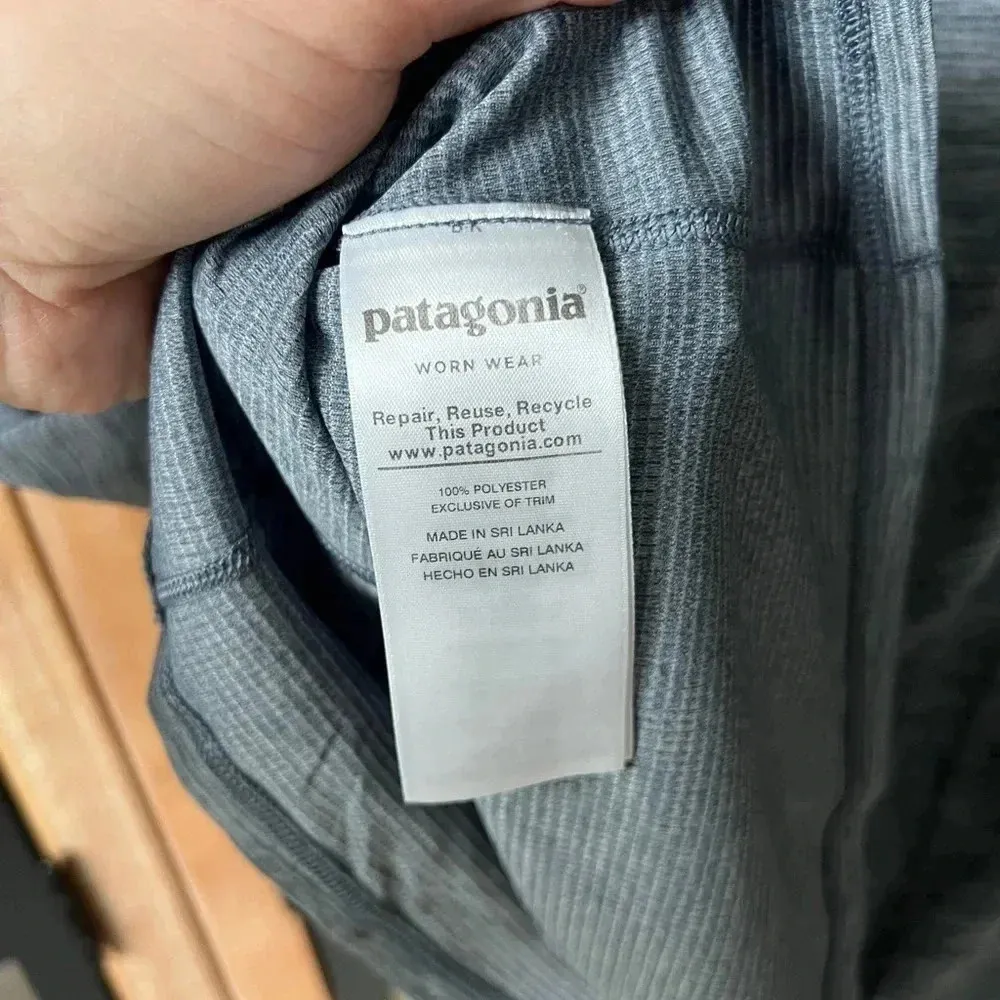 patagonia®
WORN WEAR
Repair, Reuse, Recycle
This Product
www.patagonia.com
100% POLYESTER
EXCLUSIVE OF TRIM
MADE IN SRI LANKA
FABRIQUÉ AU SRI LANKA
HECHO EN SRI LANKA